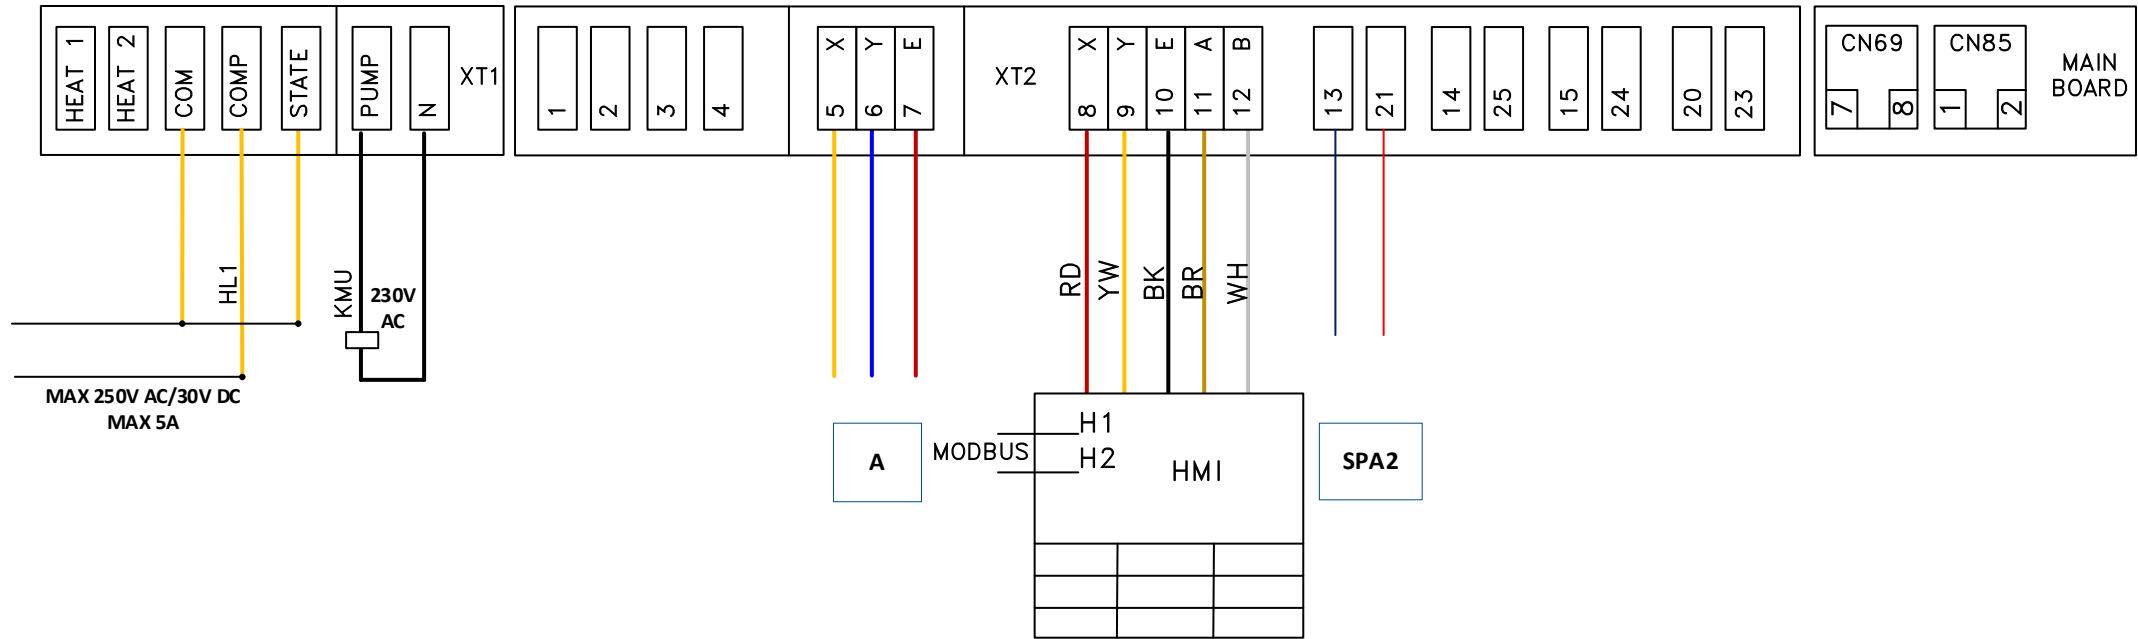 HEAT 1
HEAT 2
COM
COMP
STATE
PUMP
N
XT1
1
2
3
4
X
Y
E
5
6
7
XT2
X
Y
E
A
B
8
9
10
11
12
13
21
14
25
15
24
20
23
CN69
7
8
CN85
1
2
MAIN
BOARD
HL1
KMU
230V
AC
RD
YW
BK
BR
WH
MAX 250V AC/30V DC
MAX 5A
A
MODBUS
H1
H2
HMI
SPA2